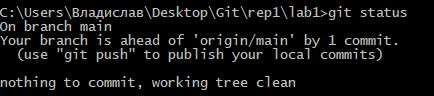 C:\Users\Владислав\Desktop\Git\rep1\lab1>git status
On branch main
Your branch is ahead of 'origin/main' by 1 commit.
  (use "git push" to publish your local commits)
nothing to commit, working tree clean